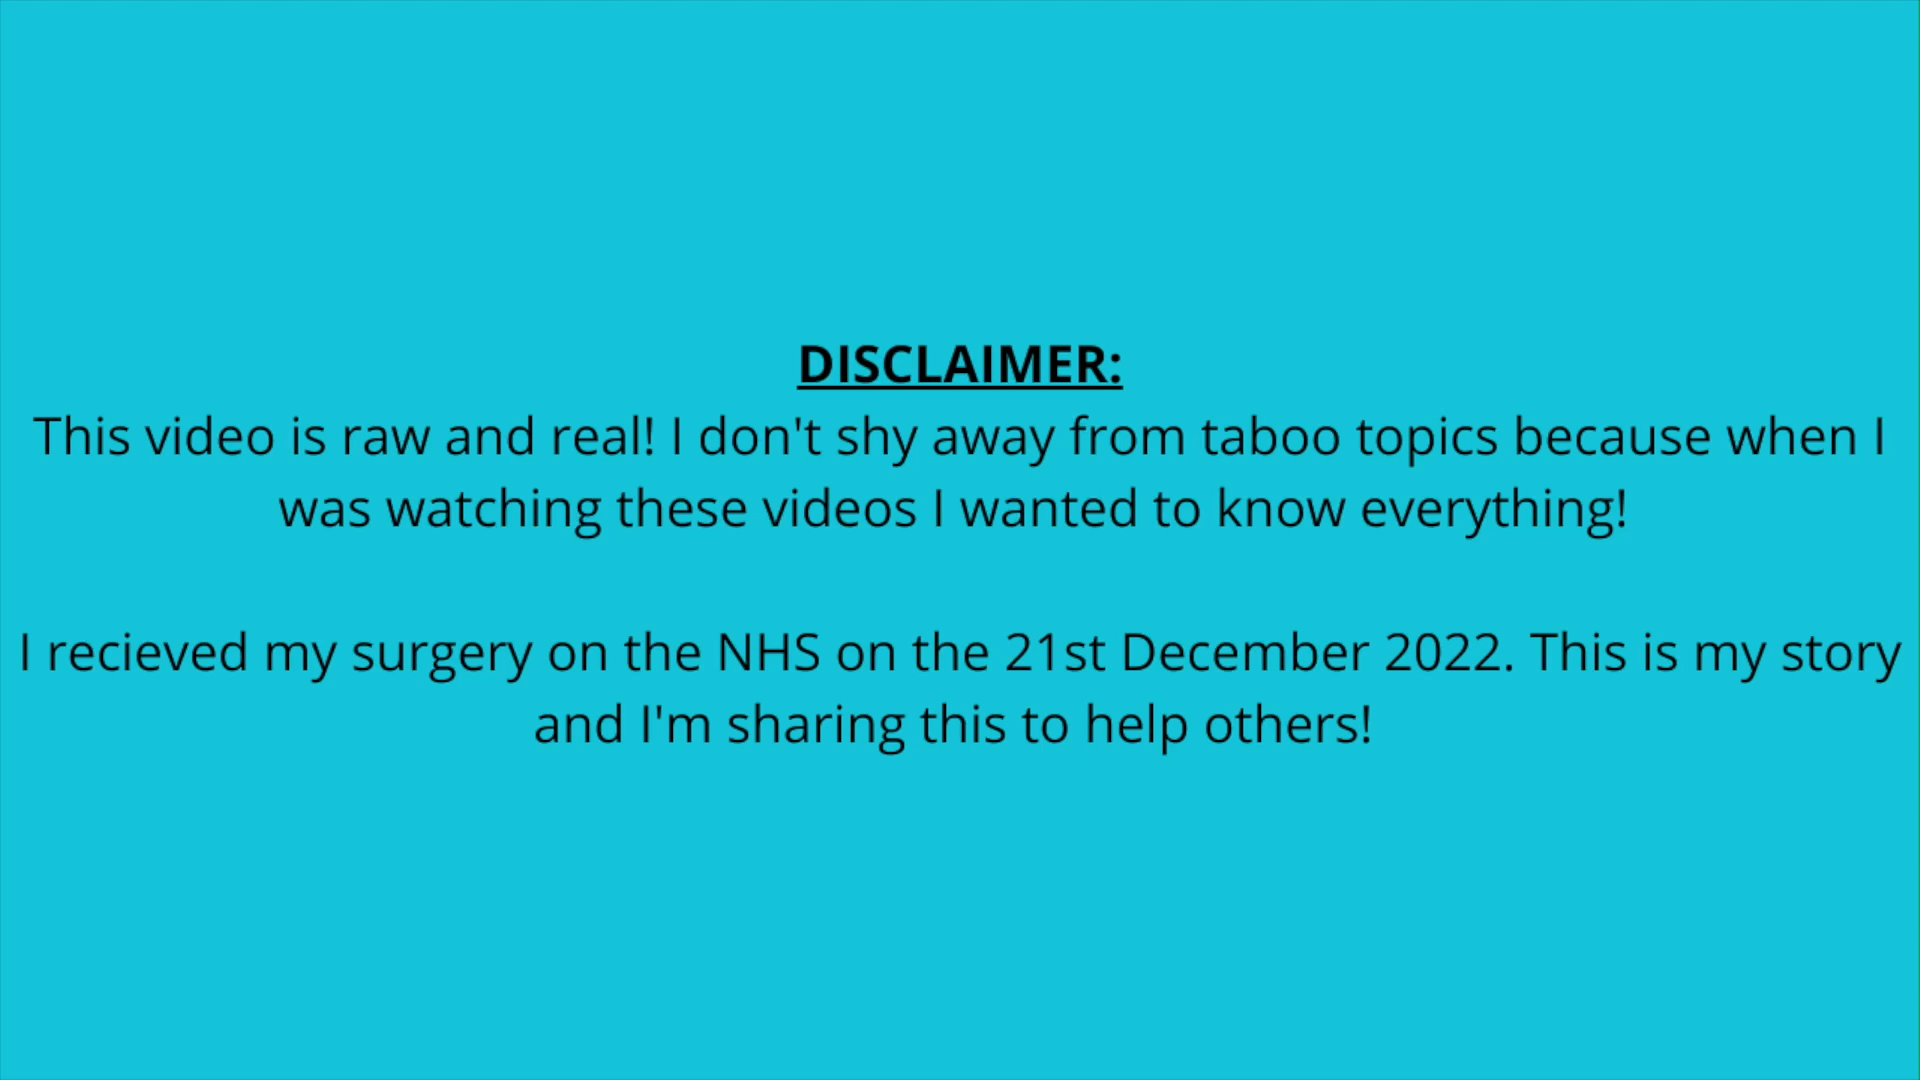 DISCLAIMER:
This video is raw and real! I don't shy away from taboo topics because when I
was watching these videos I wanted to know everything!
I recieved my surgery on the NHS on the 21st December 2022. This is my story
and I'm sharing this to help others!